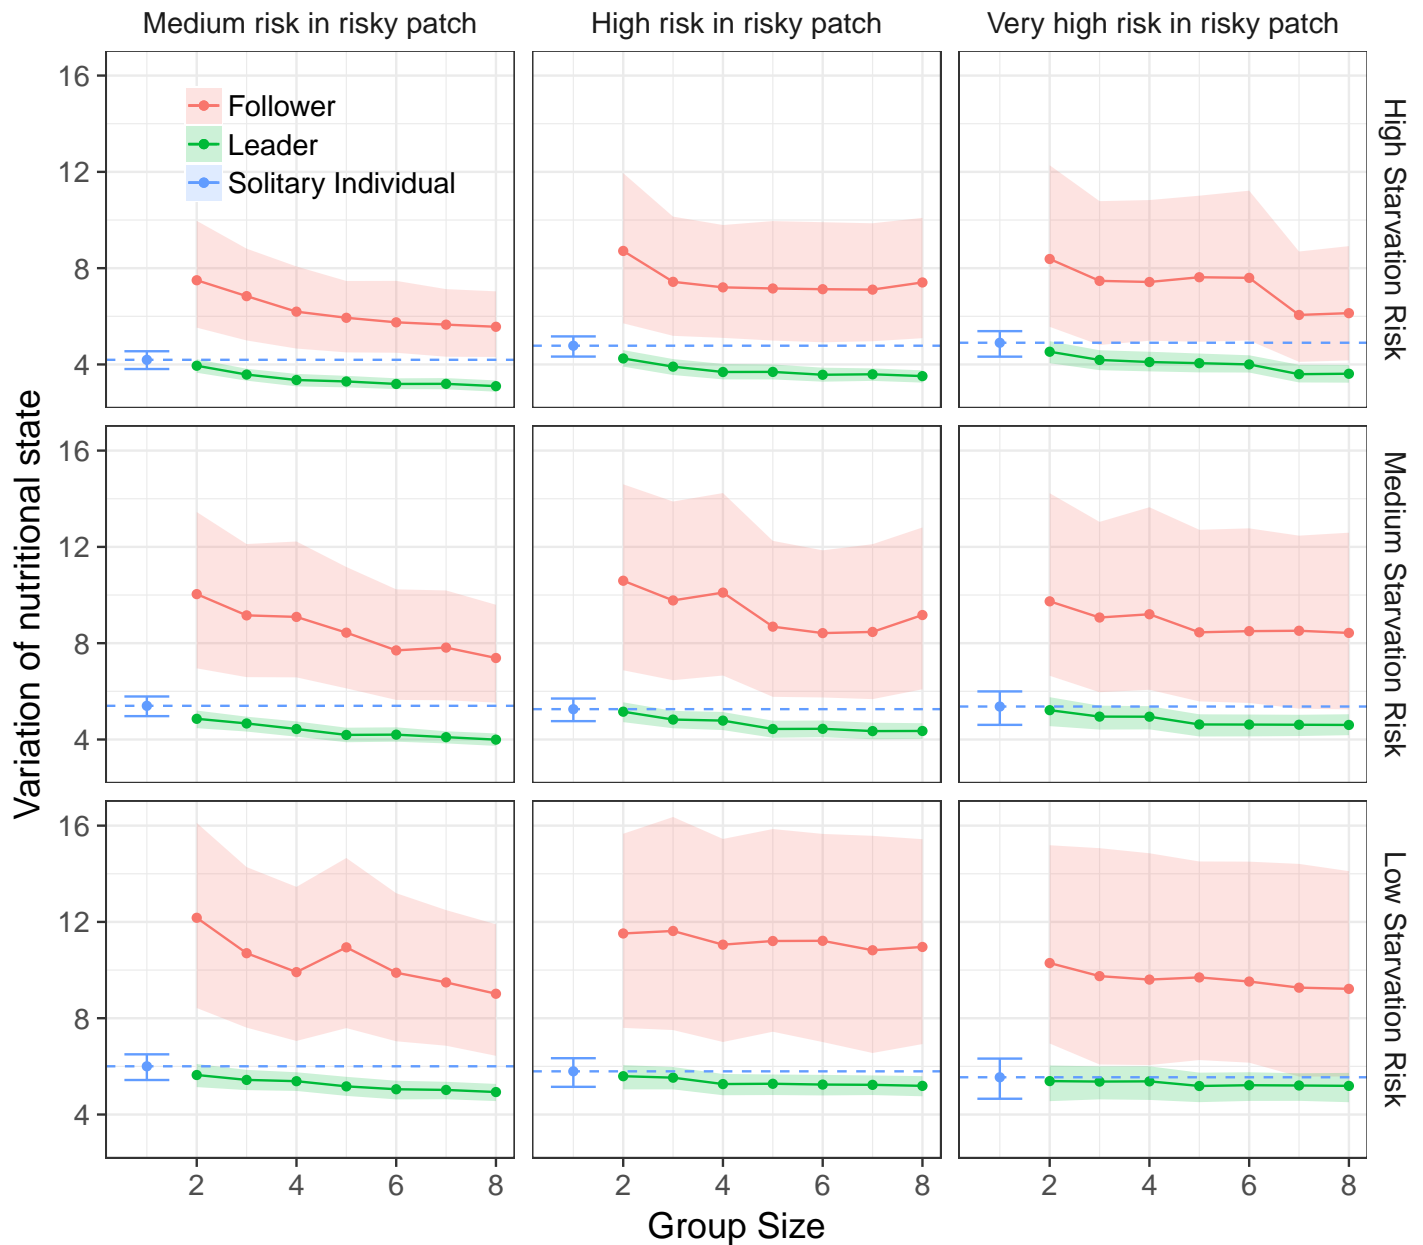 Medium risk in risky patch
High risk in risky patch
Very high risk in risky patch
Variation of nutritional state
16
12
8
4
Follower
Leader
Solitary Individual
High Starvation Risk
16
12
8
4
Medium Starvation Risk
16
12
8
4
Low Starvation Risk
2 4 6 8
2 4 6 8
2 4 6 8
Group Size